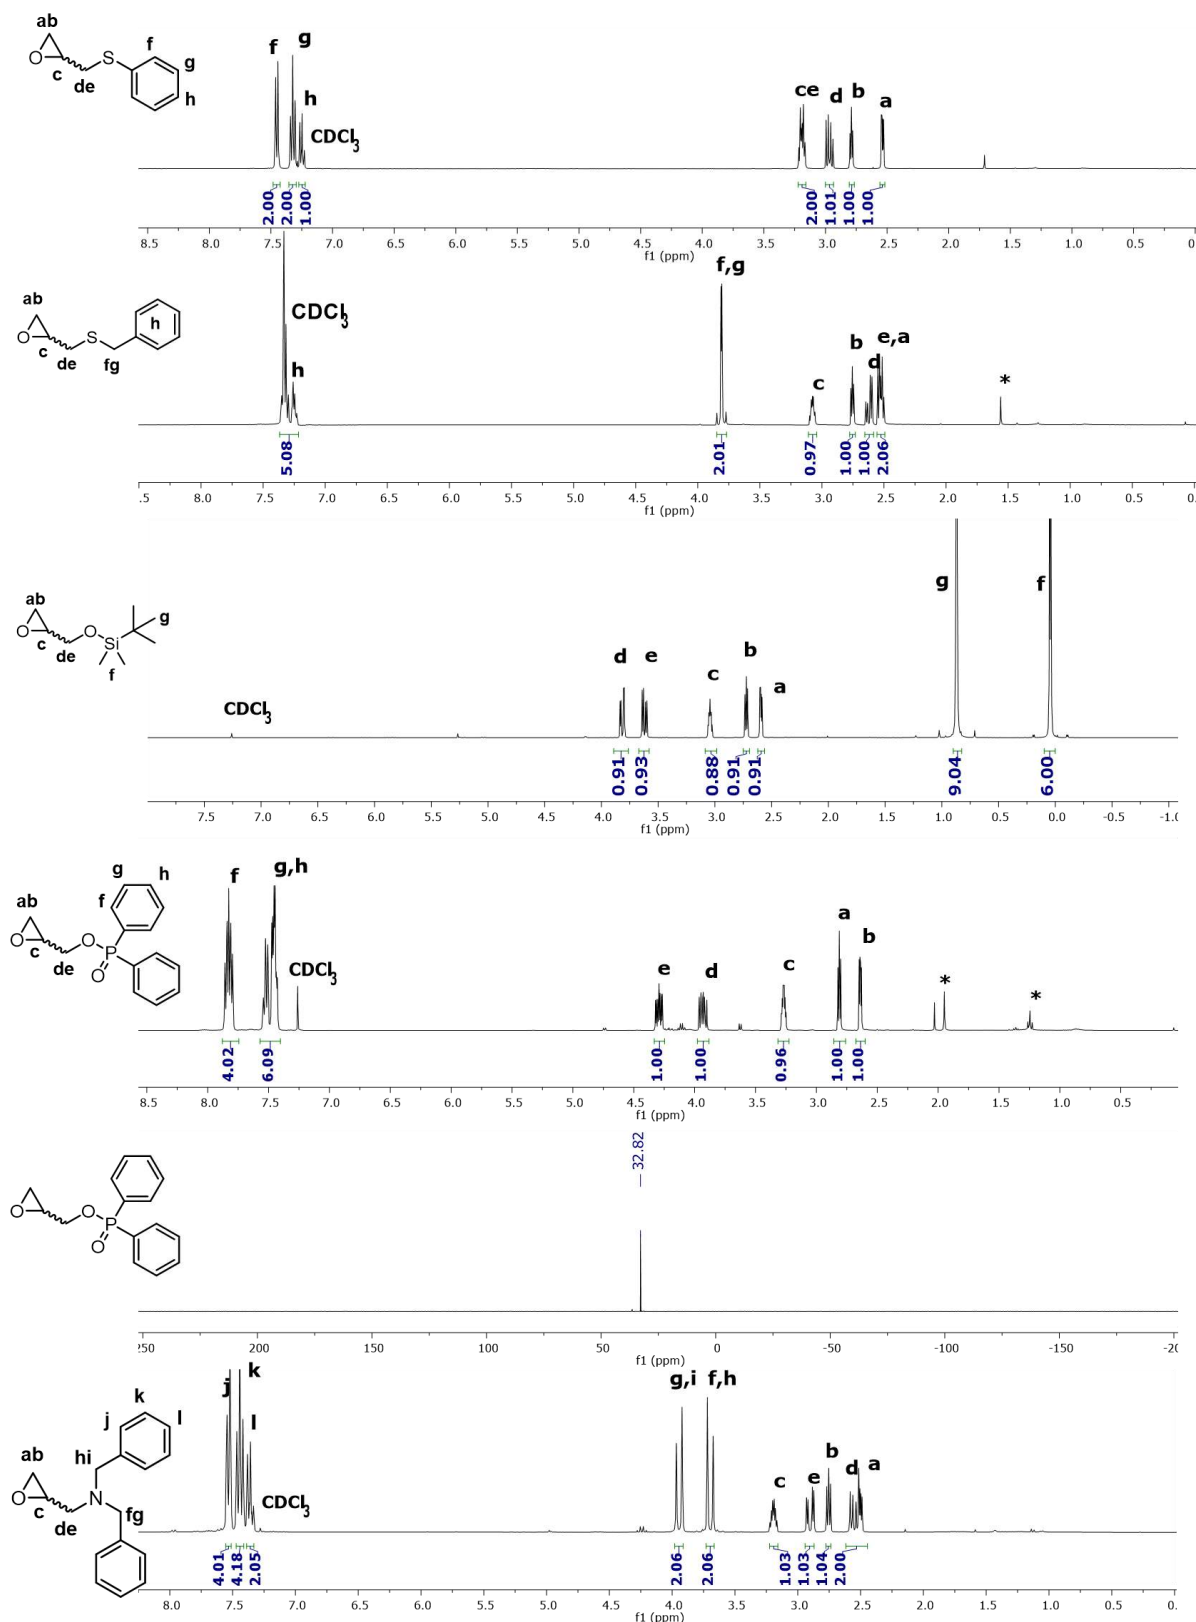 ab
O
c
de
S
f
g
h
f
g
h
CDCl3
ce
d
b
a
2.00
2.00
1.00
2.00
1.01
1.00
1.00
8.5 8.0 7.5 7.0 6.5 6.0 5.5 5.0 4.5 4.0 3.5 3.0 2.5 2.0 1.5 1.0 0.5 0
f1 (ppm)
ab
O
c
de
S
fg
h
CDCl3
h
f,g
c
b
d
e,a
*
5.08
2.01
0.97
1.00
1.00
2.06
.5 8.0 7.5 7.0 6.5 6.0 5.5 5.0 4.5 4.0 3.5 3.0 2.5 2.0 1.5 1.0 0.5 0.
f1 (ppm)
ab
O
c
de
O
Si
g
f
CDCl3
d
e
c
b
a
g
f
0.91
0.93
0.88
0.91
0.91
9.04
6.00
7.5 7.0 6.5 6.0 5.5 5.0 4.5 4.0 3.5 3.0 2.5 2.0 1.5 1.0 0.5 0.0 -0.5 -1.0
f1 (ppm)
g
h
f
ab
O
c
de
O
P
O
f
g,h
CDCl3
e
d
c
a
b
*
*
4.02
6.09
1.00
1.00
0.96
1.00
1.00
8.5 8.0 7.5 7.0 6.5 6.0 5.5 5.0 4.5 4.0 3.5 3.0 2.5 2.0 1.5 1.0 0.5
f1 (ppm)
32.82
O
O
P
O
250 200 150 100 50 0 -50 -100 -150 -20
f1 (ppm)
k
j
l
hi
ab
O
c
de
N
fg
j
k
l
CDCl3
g,i
f,h
c
e
b
d
a
4.01
4.18
2.05
2.06
2.06
1.03
1.03
1.04
2.00
8.0 7.5 7.0 6.5 6.0 5.5 5.0 4.5 4.0 3.5 3.0 2.5 2.0 1.5 1.0 0.5 0.0
f1 (ppm)